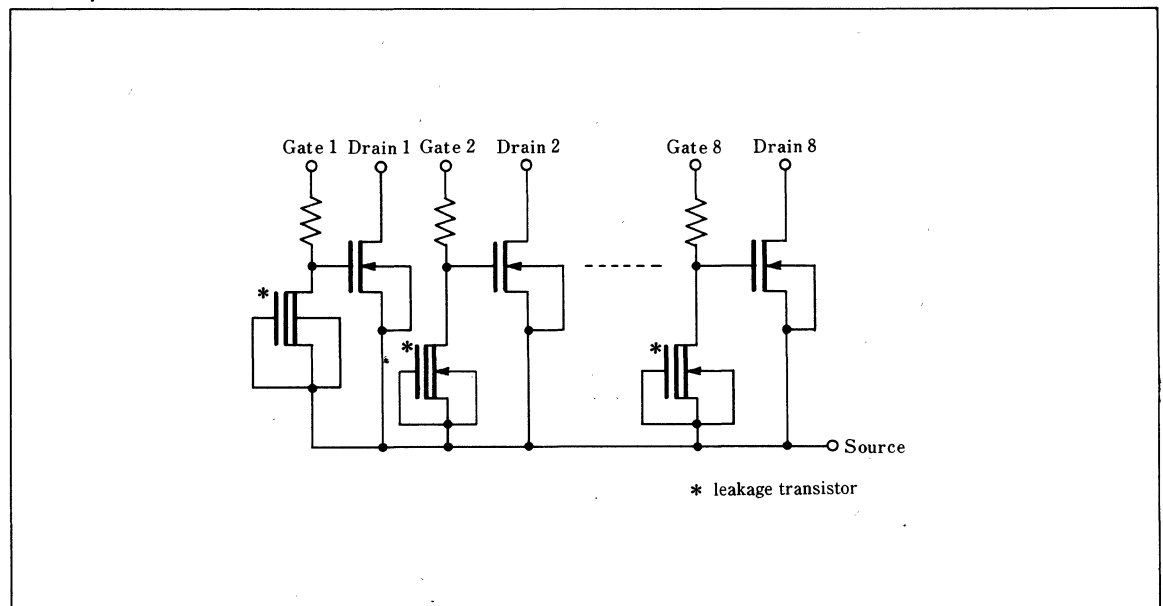 Gate 1 Drain 1 Gate 2 Drain 2 Gate 8 Drain 8
*
*
*
Source
* leakage transistor